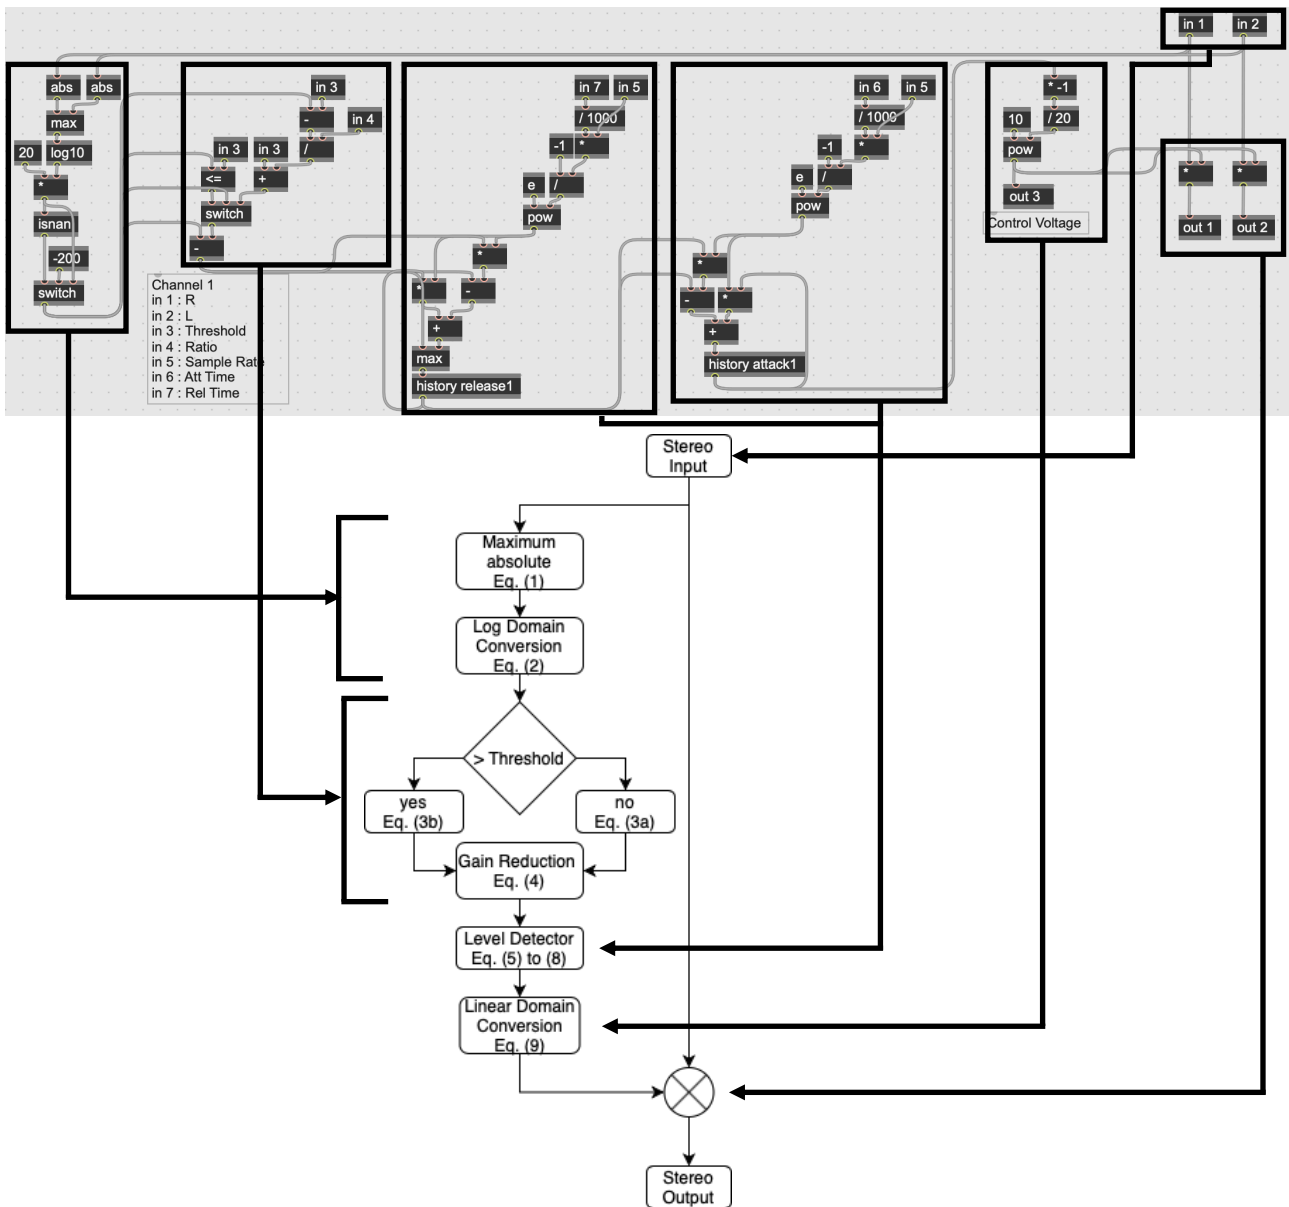 in 1
in 2
abs
abs
max
20
log10
*
isnan
-200
switch
in 3
-
in 4
in 3
in 3
/
<=
+
switch
-
Channel 1
in 1 : R
in 2 : L
in 3 : Threshold
in 4 : Ratio
in 5 : Sample Rate
in 6 : Att Time
in 7 : Rel Time
in 7
in 5
/ 1000
-1
*
e
/
pow
*
*
-
+
max
history release1
in 6
in 5
/ 1000
-1
*
e
/
pow
*
-
*
+
history attack1
* -1
10
/ 20
pow
out 3
Control Voltage
*
*
out 1
out 2
Stereo
Input
Maximum
absolute
Eq. (1)
Log Domain
Conversion
Eq. (2)
> Threshold
yes
Eq. (3b)
no
Eq. (3a)
Gain Reduction
Eq. (4)
Level Detector
Eq. (5) to (8)
Linear Domain
Conversion
Eq. (9)
Stereo
Output